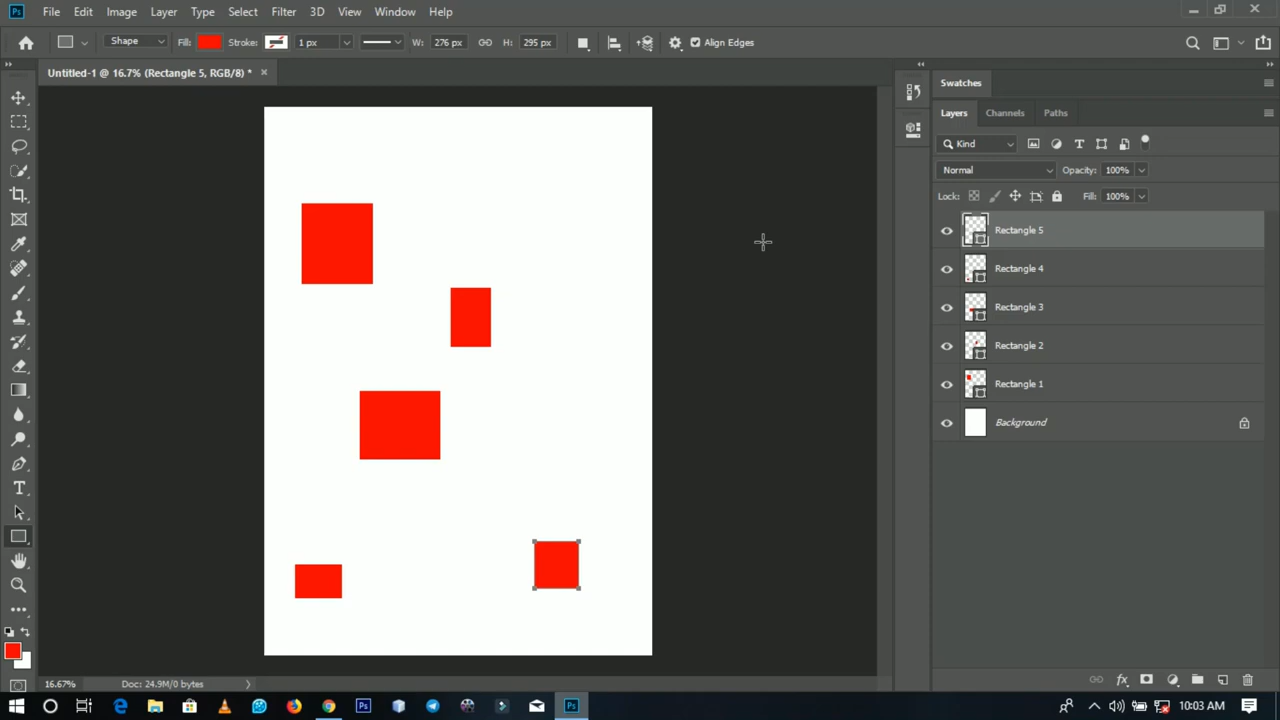 Ps File Edit Image Layer Type Select Filter 3D View Window Help
Shape Fill: Stroke: 1 px W: 276 px H: 295 px Align Edges
Untitled-1 @ 16.7% (Rectangle 5, RGB/8) *
Swatches
Layers Channels Paths
Kind
Normal Opacity: 100%
Lock: Fill: 100%
Rectangle 5
Rectangle 4
Rectangle 3
Rectangle 2
Rectangle 1
Background
16.67% Doc: 24.9M/0 bytes
Ps Ps 10:03 AM